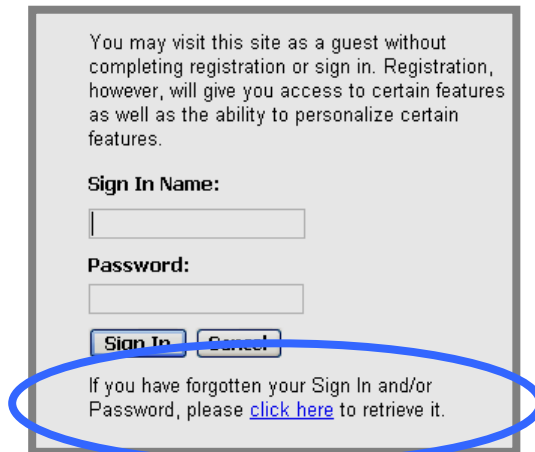 You may visit this site as a guest without
completing registration or sign in. Registration,
however, will give you access to certain features
as well as the ability to personalize certain
features.
Sign In Name:
Password:
Sign In Cancel
If you have forgotten your Sign In and/or
Password, please click here to retrieve it.